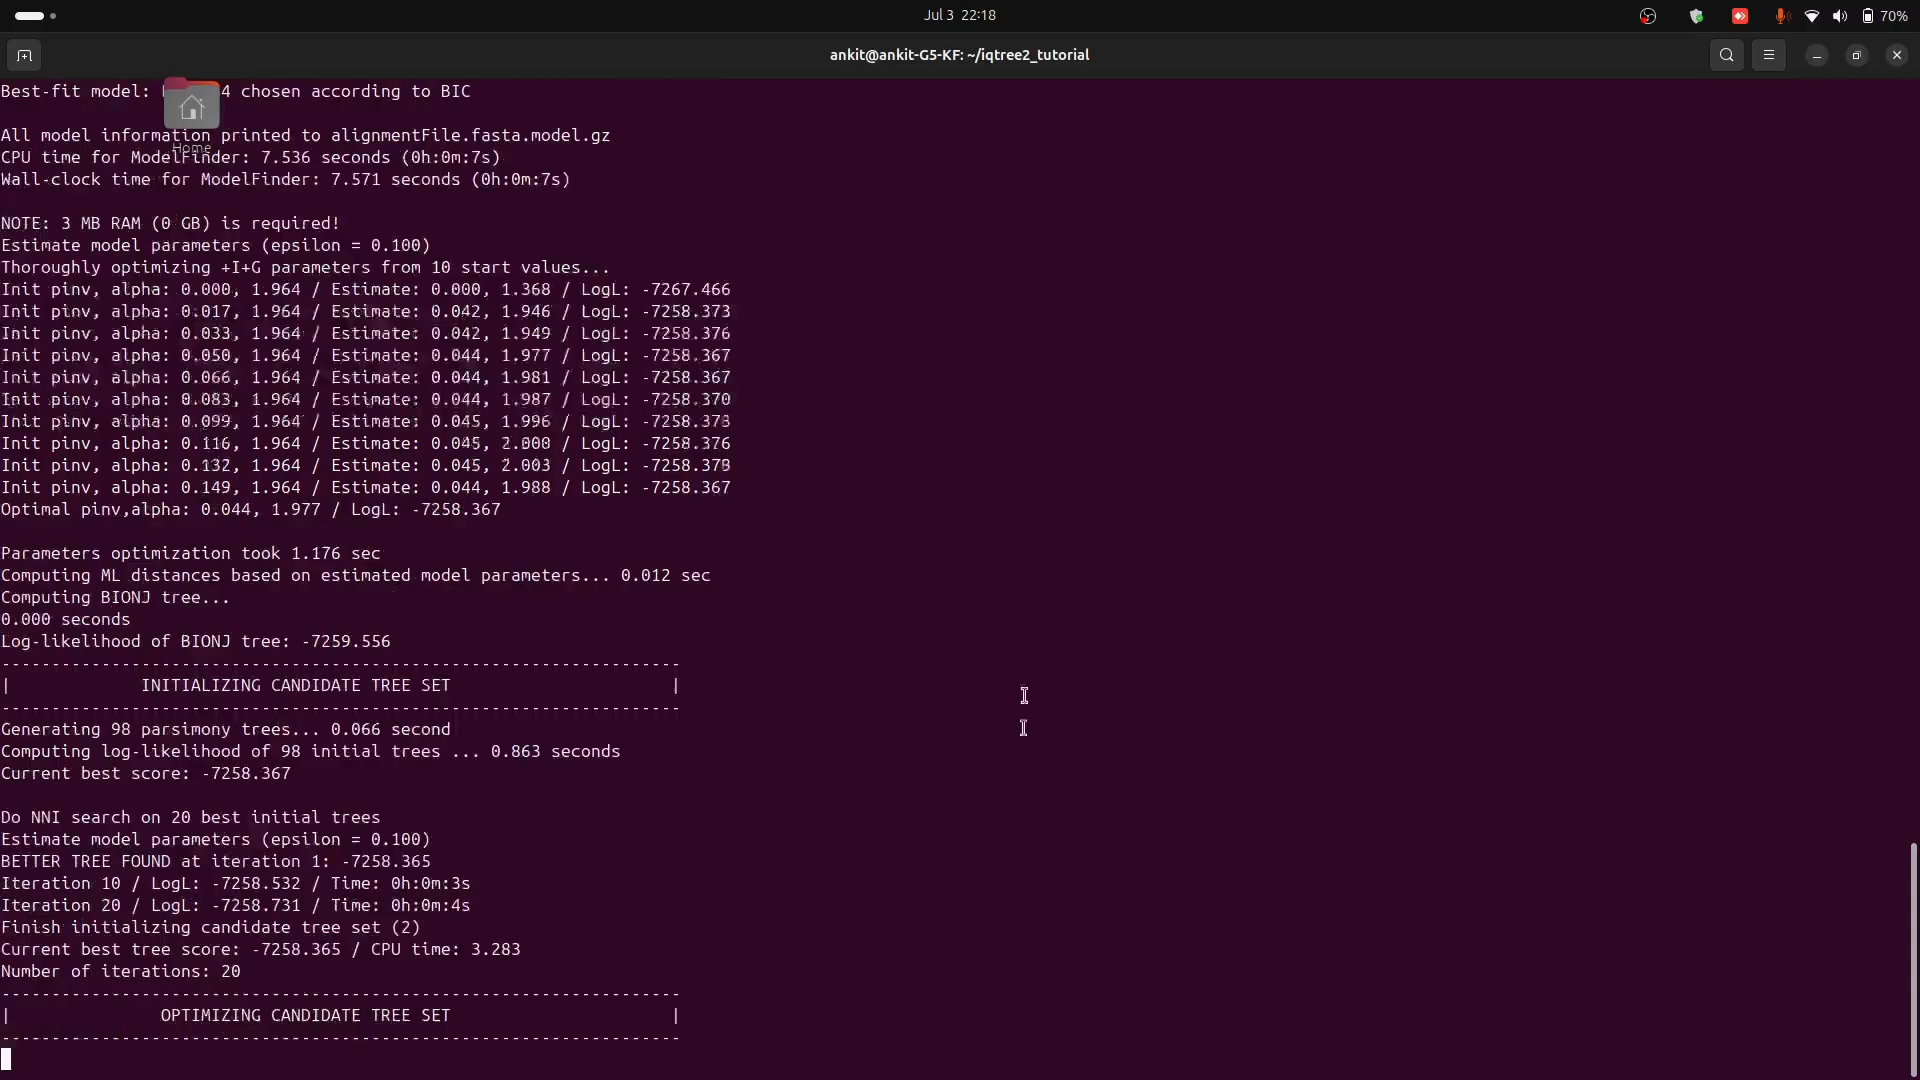 Jul 3 22:18
70%
ankit@ankit-G5-KF: ~/iqtree2_tutorial
Best-fit model: 4 chosen according to BIC
All model information printed to alignmentFile.fasta.model.gz
Home
CPU time for ModelFinder: 7.536 seconds (0h:0m:7s)
Wall-clock time for ModelFinder: 7.571 seconds (0h:0m:7s)
NOTE: 3 MB RAM (0 GB) is required!
Estimate model parameters (epsilon = 0.100)
Thoroughly optimizing +I+G parameters from 10 start values...
Init pinv, alpha: 0.000, 1.964 / Estimate: 0.000, 1.368 / LogL: -7267.466
Init pinv, alpha: 0.017, 1.964 / Estimate: 0.042, 1.946 / LogL: -7258.373
Init pinv, alpha: 0.033, 1.964 / Estimate: 0.042, 1.949 / LogL: -7258.376
Init pinv, alpha: 0.050, 1.964 / Estimate: 0.044, 1.977 / LogL: -7258.367
Init pinv, alpha: 0.066, 1.964 / Estimate: 0.044, 1.981 / LogL: -7258.367
Init pinv, alpha: 0.083, 1.964 / Estimate: 0.044, 1.987 / LogL: -7258.370
Init pinv, alpha: 0.099, 1.964 / Estimate: 0.045, 1.996 / LogL:
Init pinv, alpha: 0.116, 1.964 / Estimate: 0.045, 2.000 / LogL: -7258.376
Init pinv, alpha: 0.132, 1.964 / Estimate: 0.045, 2.003 / LogL:
Init pinv, alpha: 0.149, 1.964 / Estimate: 0.044, 1.988 / LogL: -7258.367
Optimal pinv,alpha: 0.044, 1.977 / LogL: -7258.367
Parameters optimization took 1.176 sec
Computing ML distances based on estimated model parameters... 0.012 sec
Computing BIONJ tree...
0.000 seconds
Log-likelihood of BIONJ tree: -7259.556
--------------------------------------------------------------------
| INITIALIZING CANDIDATE TREE SET |
--------------------------------------------------------------------
Generating 98 parsimony trees... 0.066 second
Computing log-likelihood of 98 initial trees ... 0.863 seconds
Current best score: -7258.367
Do NNI search on 20 best initial trees
Estimate model parameters (epsilon = 0.100)
BETTER TREE FOUND at iteration 1: -7258.365
Iteration 10 / LogL: -7258.532 / Time: 0h:0m:3s
Iteration 20 / LogL: -7258.731 / Time: 0h:0m:4s
Finish initializing candidate tree set (2)
Current best tree score: -7258.365 / CPU time: 3.283
Number of iterations: 20
--------------------------------------------------------------------
| OPTIMIZING CANDIDATE TREE SET |
--------------------------------------------------------------------